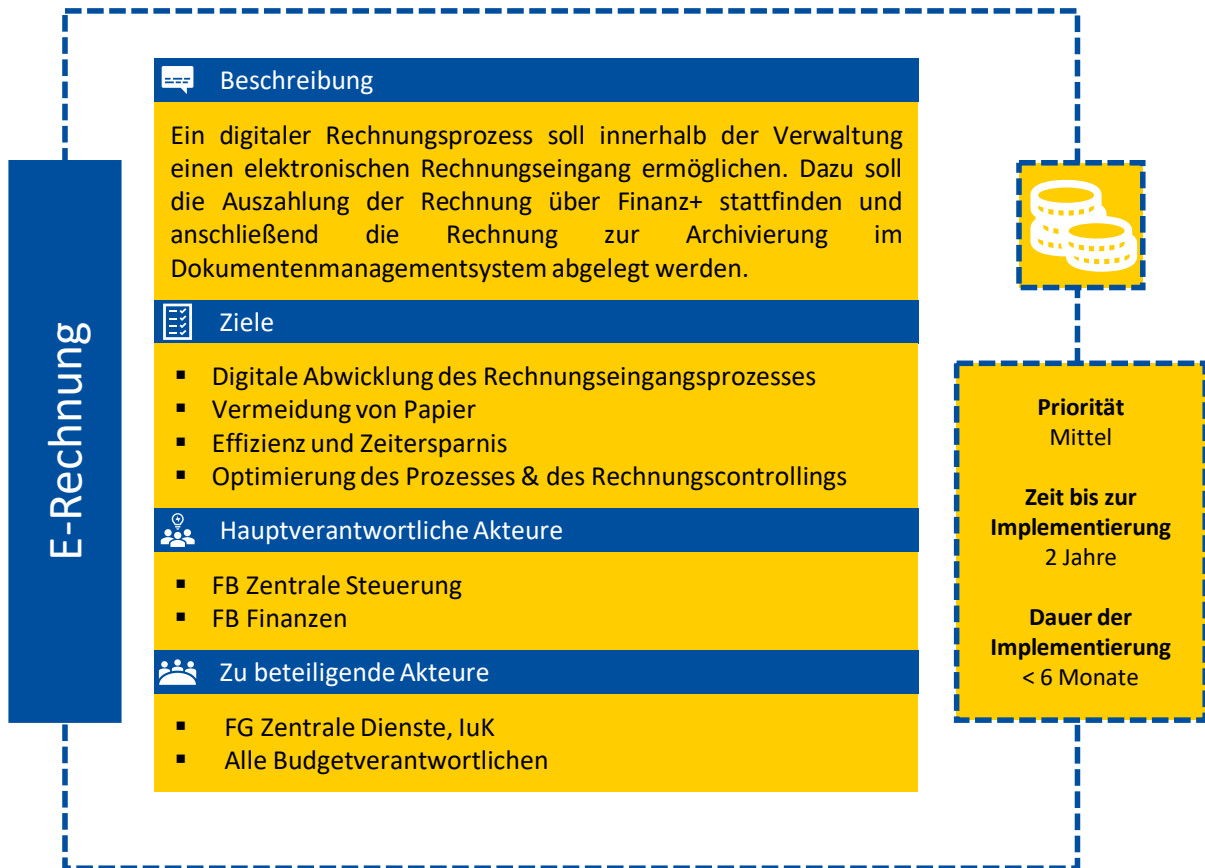 E-Rechnung
Beschreibung
Ein digitaler Rechnungsprozess soll innerhalb der Verwaltung
einen elektronischen Rechnungseingang ermöglichen. Dazu soll
die Auszahlung der Rechnung über Finanz+ stattfinden und
anschließend die Rechnung zur Archivierung im
Dokumentenmanagementsystem abgelegt werden.
Ziele
▪ Digitale Abwicklung des Rechnungseingangsprozesses
▪ Vermeidung von Papier
▪ Effizienz und Zeitersparnis
▪ Optimierung des Prozesses & des Rechnungscontrollings
Hauptverantwortliche Akteure
▪ FB Zentrale Steuerung
▪ FB Finanzen
Zu beteiligende Akteure
▪ FG Zentrale Dienste, IuK
▪ Alle Budgetverantwortlichen
Priorität
Mittel
Zeit bis zur
Implementierung
2 Jahre
Dauer der
Implementierung
< 6 Monate